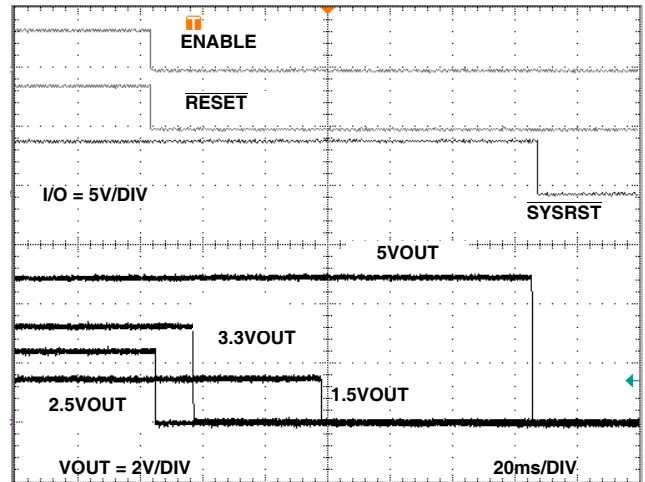 T
ENABLE
RESET
I/O = 5V/DIV
SYSRST
5VOUT
3.3VOUT
2.5VOUT
1.5VOUT
VOUT = 2V/DIV
20ms/DIV